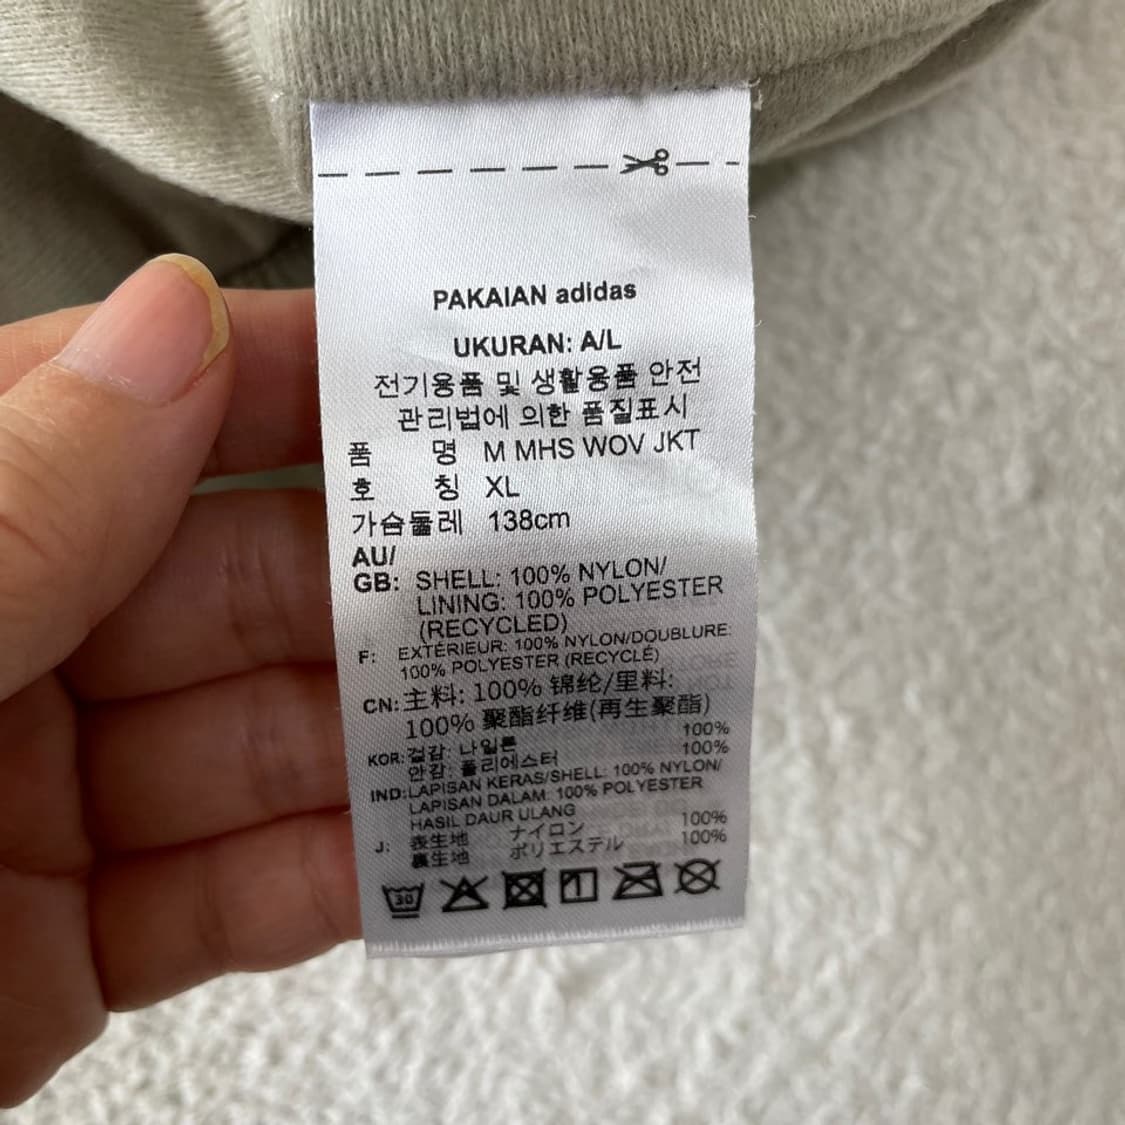 PAKAIAN adidas
UKURAN: A/L
전기용품 및 생활용품 안전
관리법에 의한 품질표시
품 명 M MHS WOV JKT
호 칭 XL
가슴둘레 138cm
AU/
GB: SHELL: 100% NYLON/
LINING: 100% POLYESTER
(RECYCLED)
F: EXTÉRIEUR: 100% NYLON/DOUBLURE:
100% POLYESTER (RECYCLÉ)
CN: 主料: 100% 锦纶/里料:
100% 聚酯纤维(再生聚酯)
KOR: 겉감: 나일론 100%
안감: 폴리에스터 100%
IND: LAPISAN KERAS/SHELL: 100% NYLON/
LAPISAN DALAM: 100% POLYESTER
HASIL DAUR ULANG
J: 表生地 ナイロン 100%
裏生地 ポリエステル 100%
30